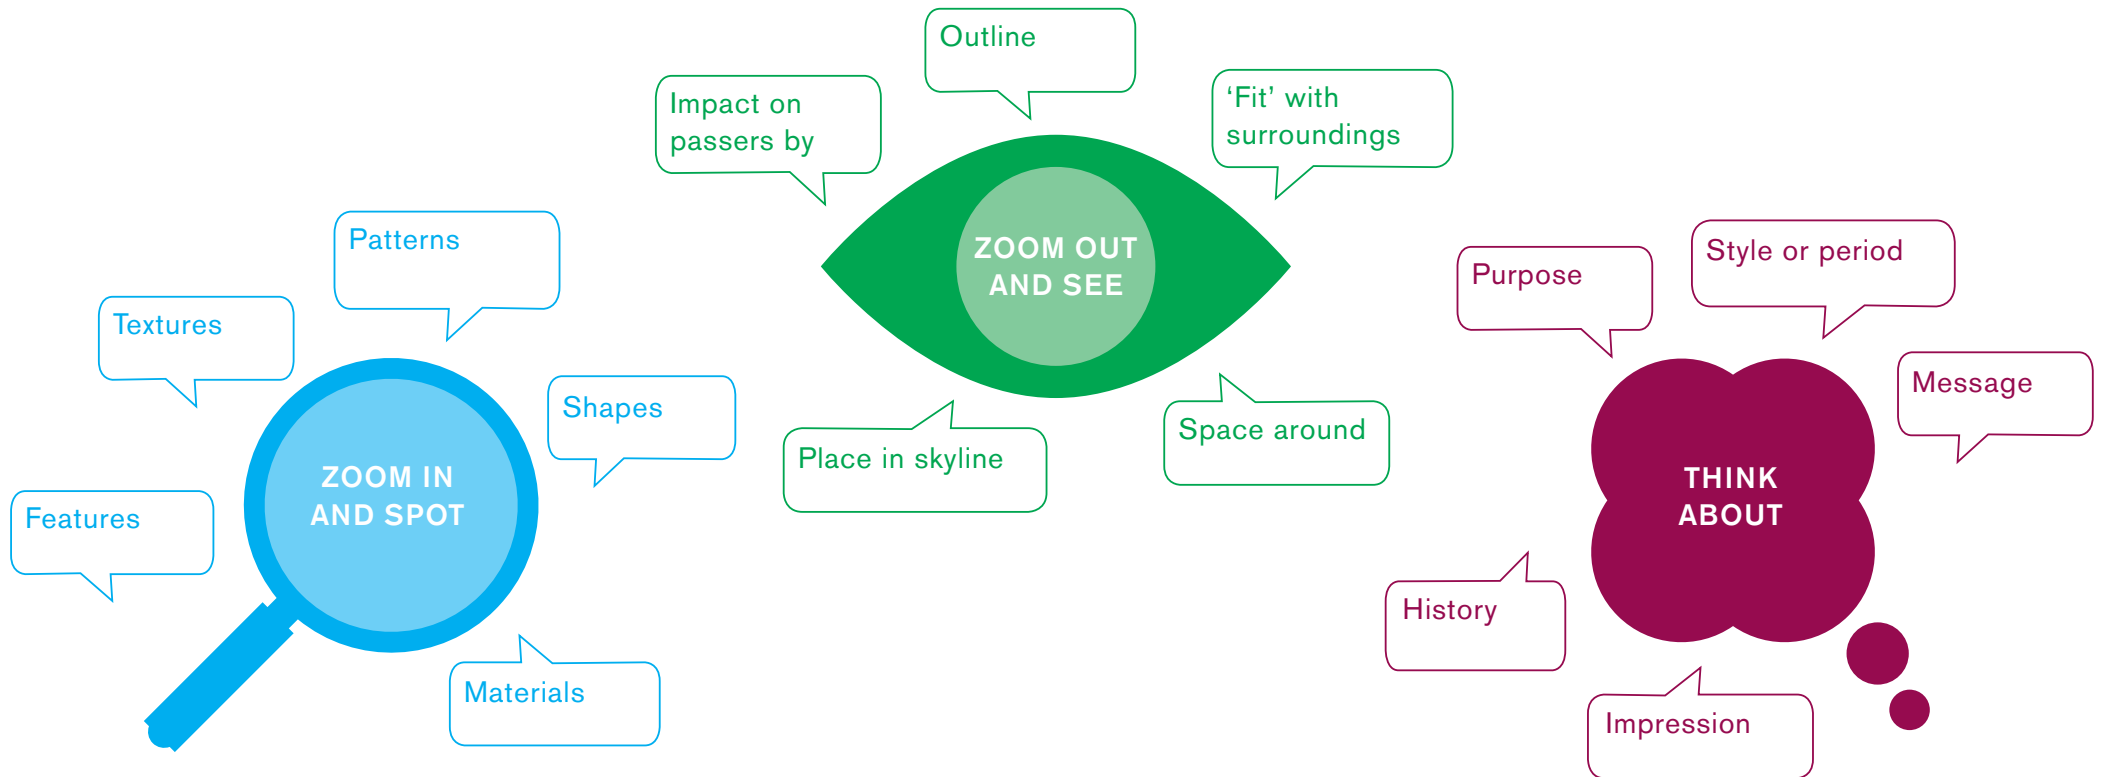 Patterns
Textures
Shapes
ZOOM IN
AND SPOT
Features
Materials
Outline
Impact on
passers by
‘Fit’ with
surroundings
ZOOM OUT
AND SEE
Place in skyline
Space around
Style or period
Purpose
Message
THINK
ABOUT
History
Impression